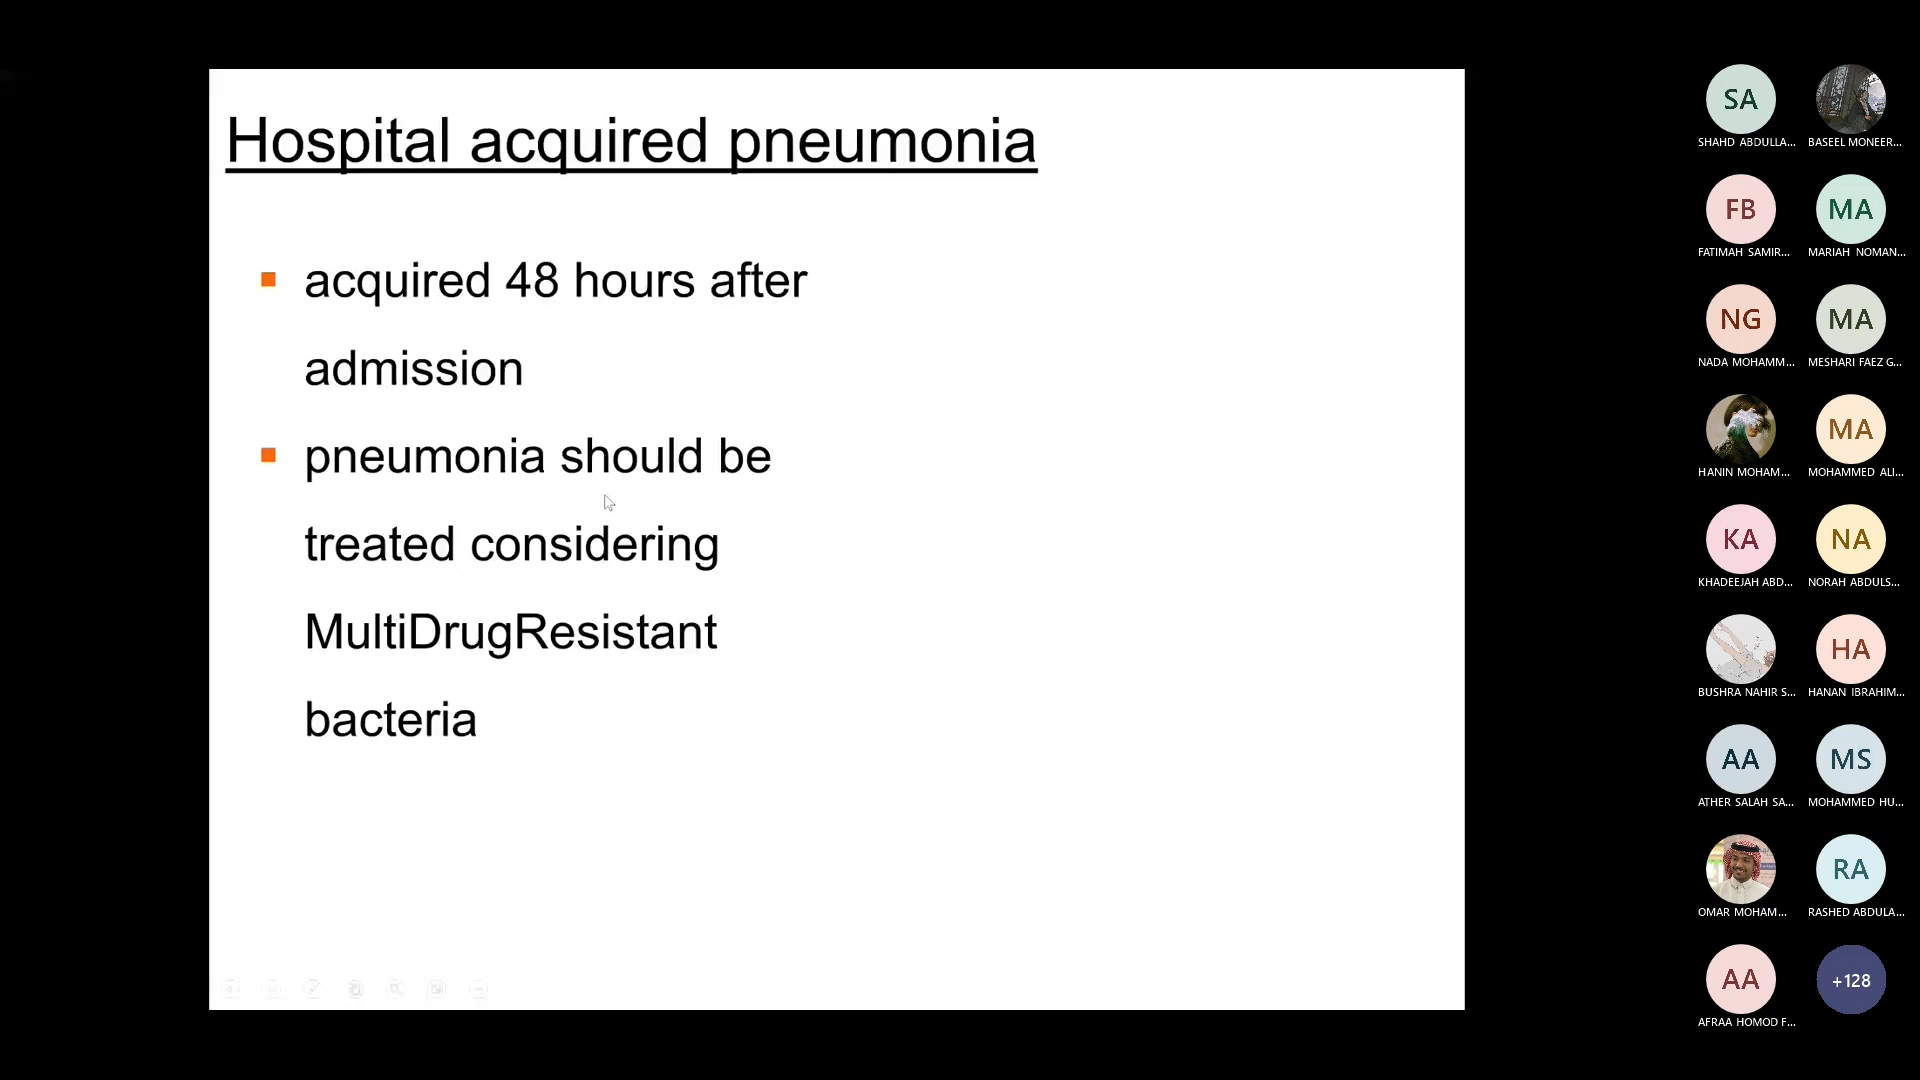 Hospital acquired pneumonia
acquired 48 hours after
admission
pneumonia should be
treated considering
MultiDrugResistant
bacteria
SA
SHAHD ABDULLA...
BASEEL MONEER...
FB
FATIMAH SAMIR...
MA
MARIAH NOMAN...
NG
NADA MOHAMM...
MA
MESHARI FAEZ G...
HANIN MOHAM...
MA
MOHAMMED ALI...
KA
KHADEEJAH ABD...
NA
NORAH ABDULS...
BUSHRA NAHIR S...
HA
HANAN IBRAHIM...
AA
ATHER SALAH SA...
MS
MOHAMMED HU...
OMAR MOHAM...
RA
RASHED ABDULA...
AA
AFRAA HOMOD F...
+128